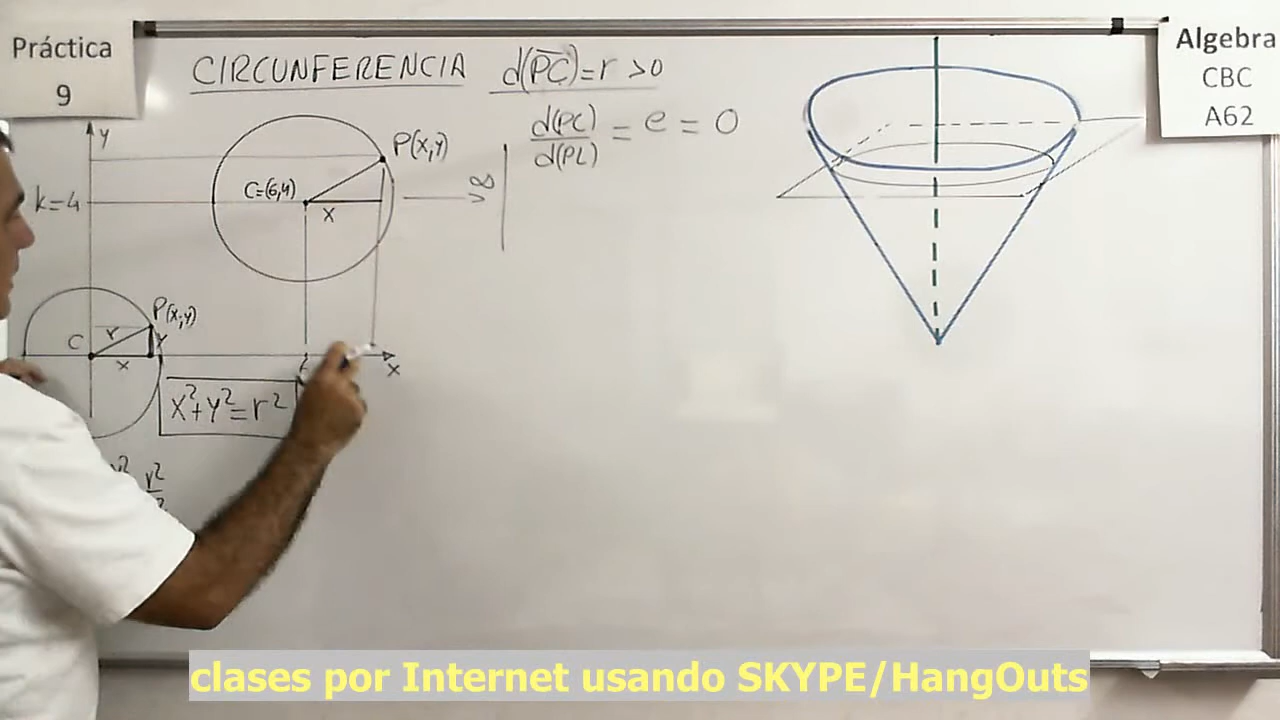 Práctica
9
Algebra
CBC
A62
CIRCUNFERENCIA d(PC)=r >0
d(PC)/d(PL) = e = 0
y
P(x,y)
k=4
C=(6,4)
x
∞
P(x,y)
C r y
x
x
x²+y²=r²
clases por Internet usando SKYPE/HangOuts